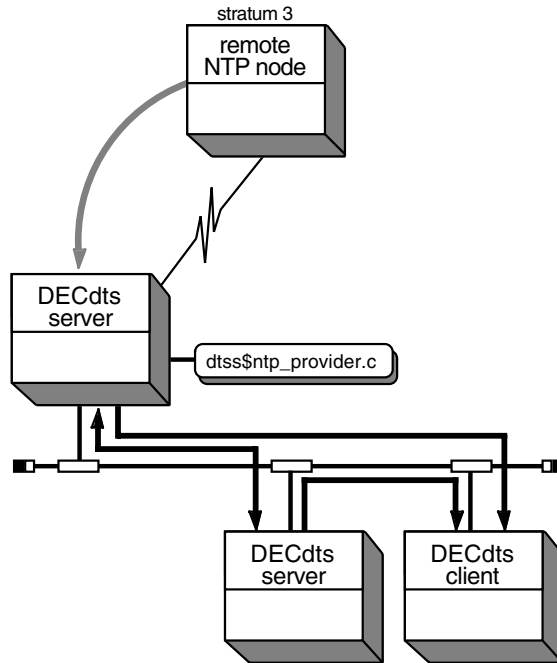 stratum 3
remote
NTP node
DECdts
server
dtss$ntp_provider.c
DECdts
server
DECdts
client